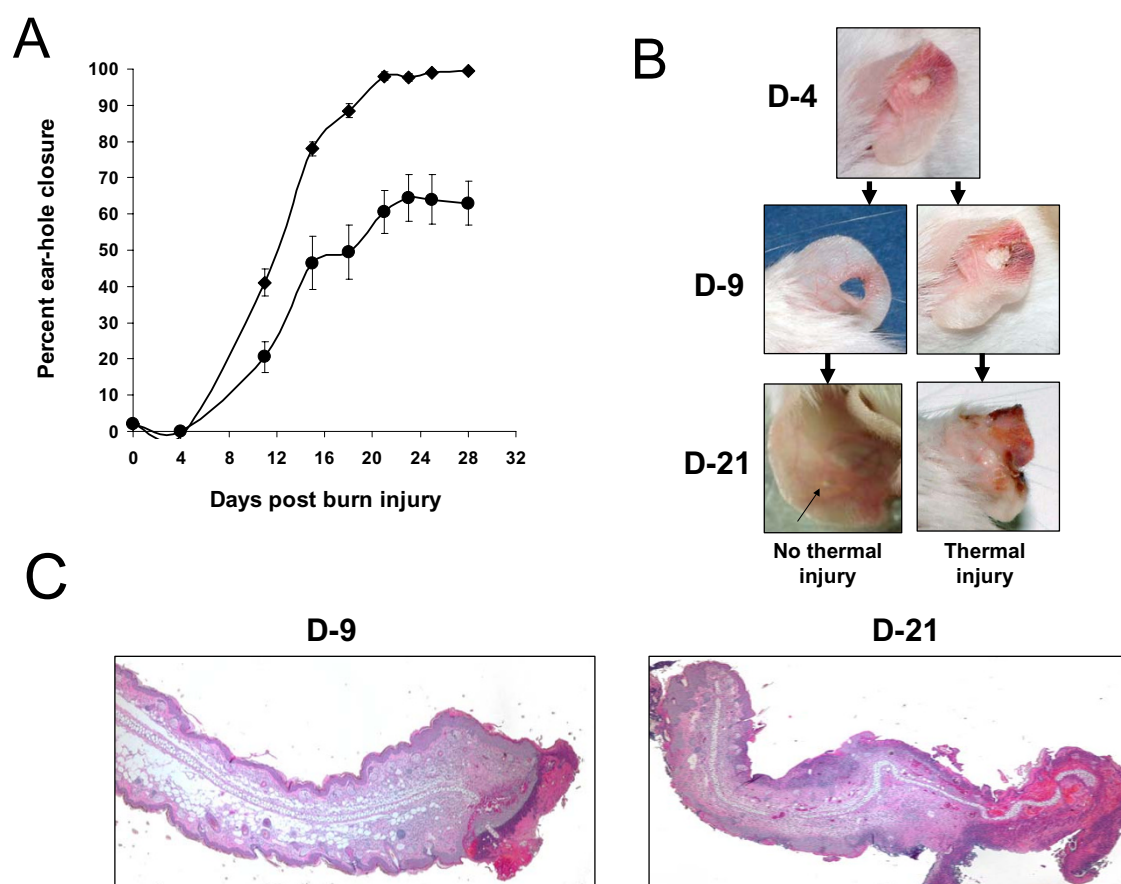 A
100
90
80
70
60
50
40
30
20
10
0
Percent ear-hole closure
0 4 8 12 16 20 24 28 32
Days post burn injury
B
D-4
D-9
D-21
No thermal
injury
Thermal
injury
C
D-9
D-21